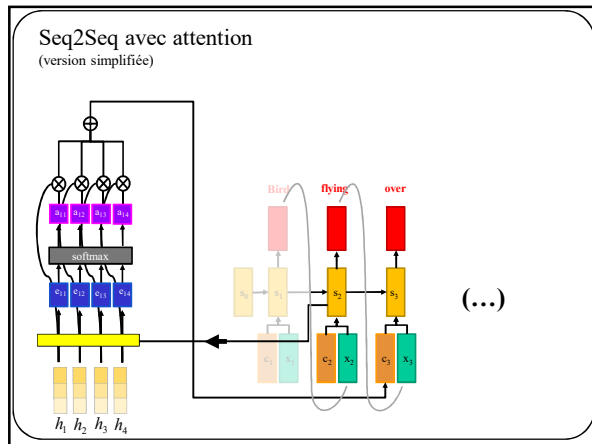 Seq2Seq avec attention
(version simplifiée)
Bird flying over
a11 a12 a13 a14
softmax
e11 e12 e13 e14
s0 s1 s2 s3
(…)
c1 x1 c2 x2 c3 x3
h1 h2 h3 h4